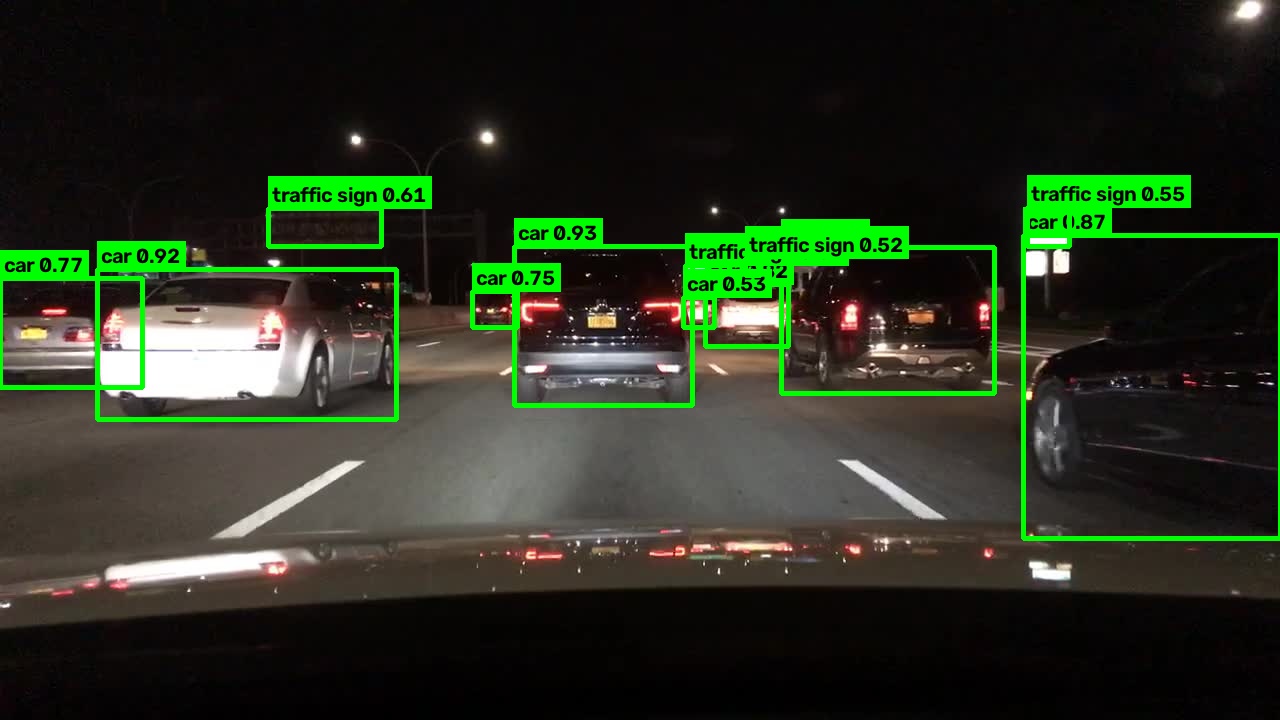 traffic sign 0.61
traffic sign 0.55
car 0.87
car 0.93
traffic sign 0.52
car 0.92
car 0.77
car 0.75
car 0.53